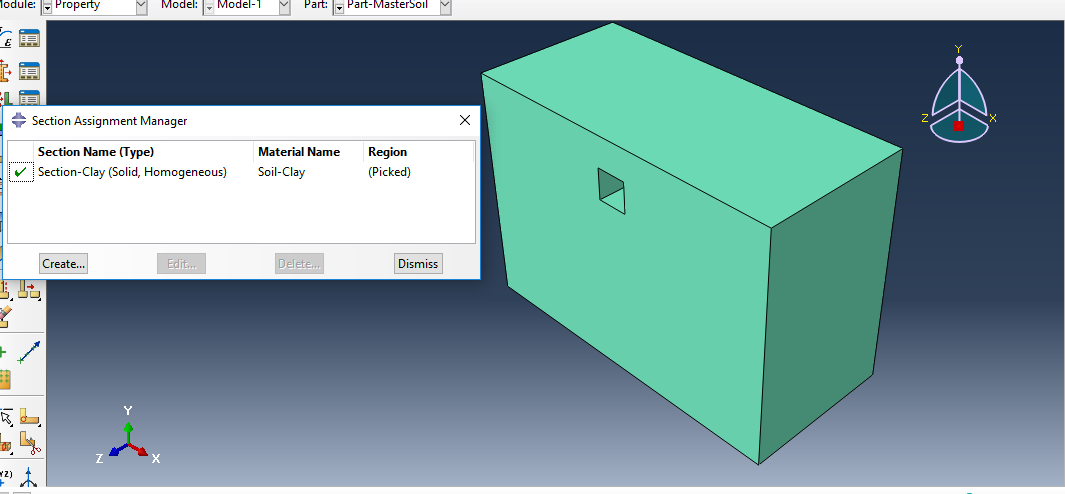 Module: Property Model: Model-1 Part: Part-MasterSoil
Section Assignment Manager
Section Name (Type) Material Name Region
Section-Clay (Solid, Homogeneous) Soil-Clay (Picked)
Create... Edit... Delete... Dismiss
Y
Z X
Y
Z X